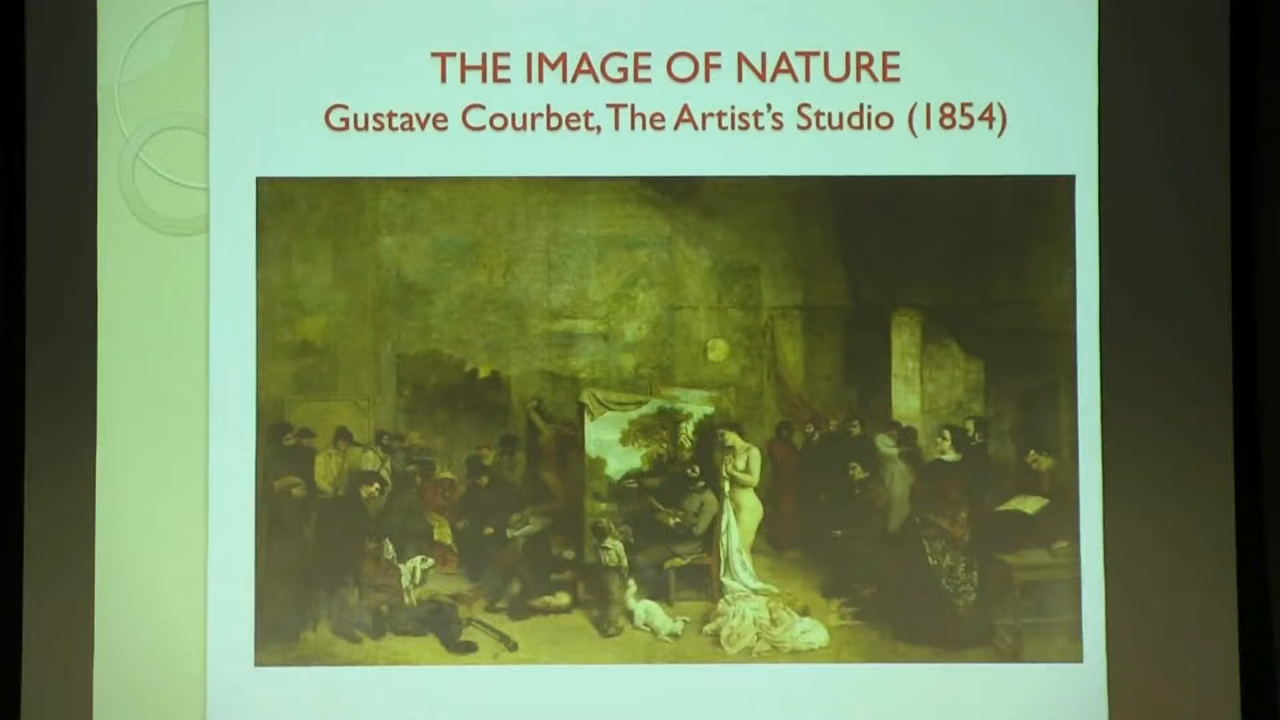 THE IMAGE OF NATURE
Gustave Courbet, The Artist's Studio (1854)